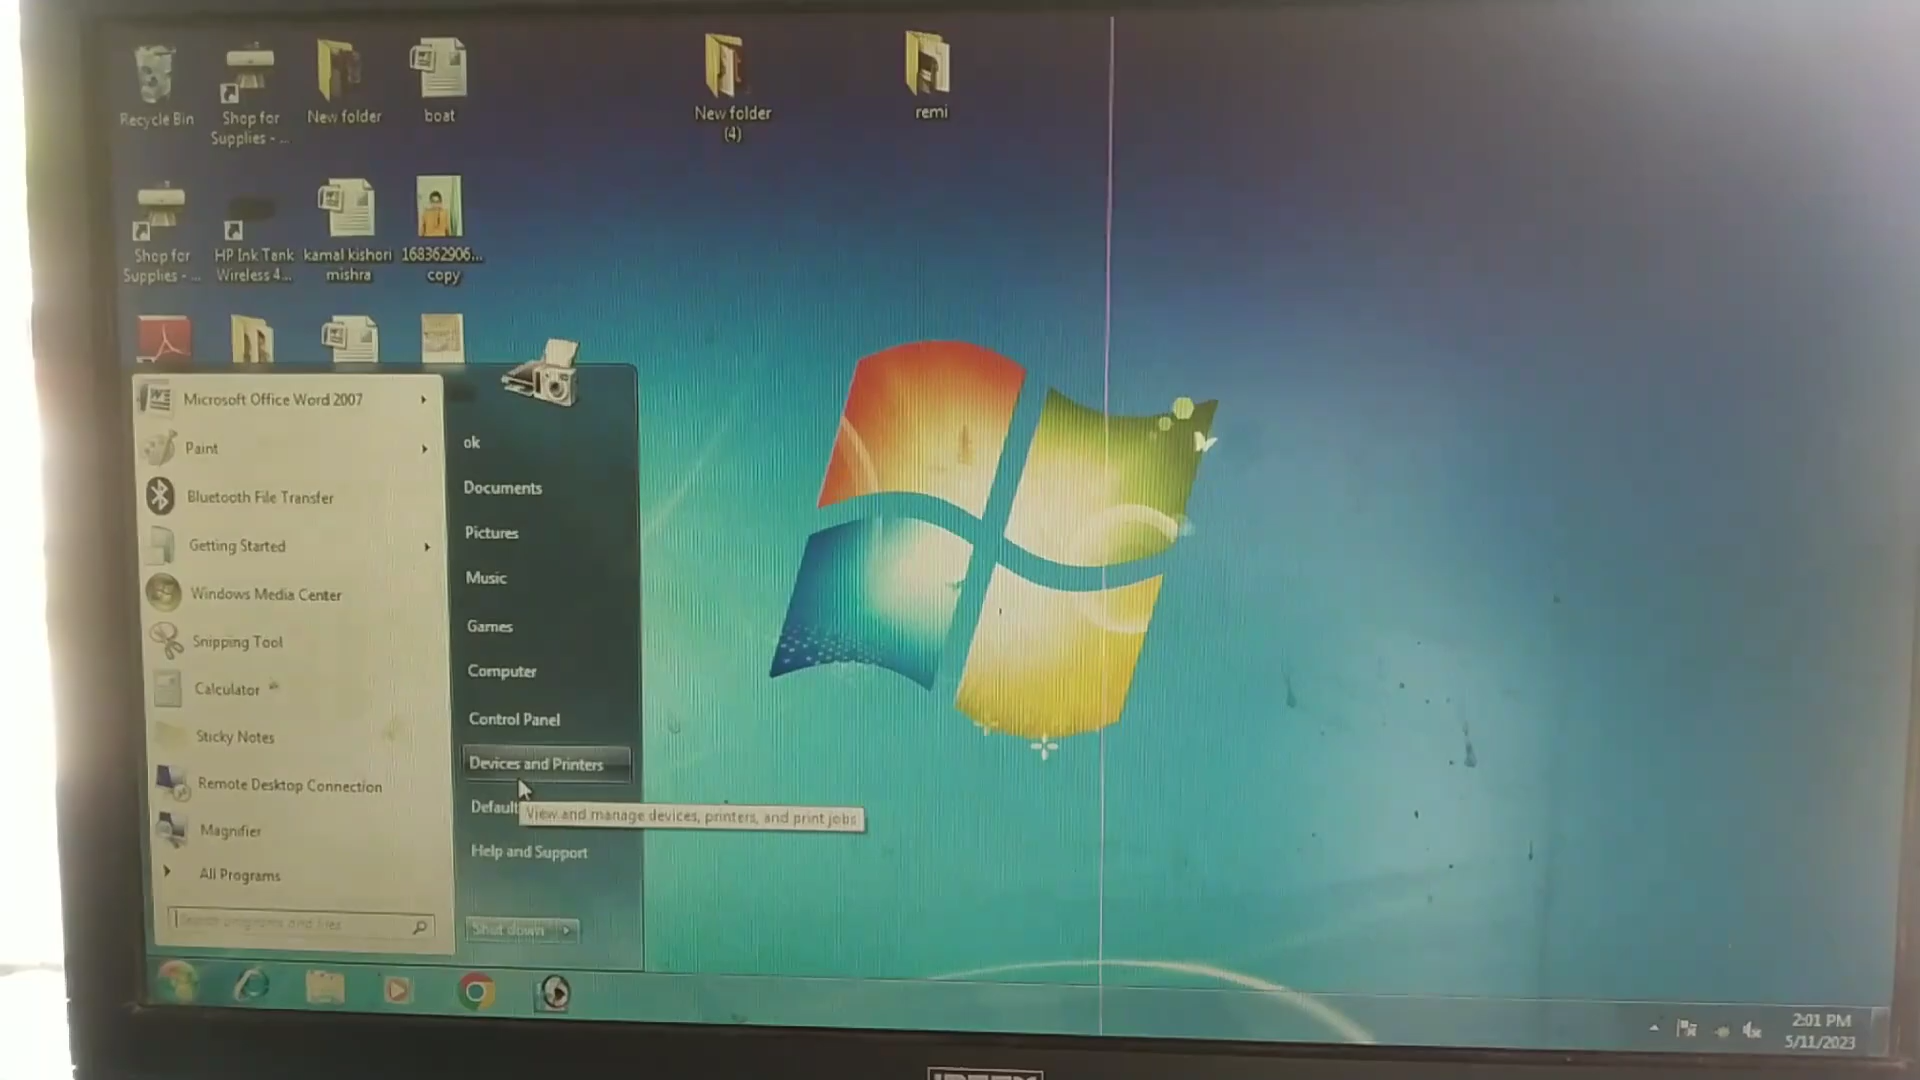 Recycle Bin
Shop for
Supplies - ...
New folder
boat
New folder
(4)
remi
Shop for
Supplies - ...
HP Ink Tank
Wireless 4...
kamal kishori
mishra
168362906...
copy
Microsoft Office Word 2007
Paint
Bluetooth File Transfer
Getting Started
Windows Media Center
Snipping Tool
Calculator
Sticky Notes
Remote Desktop Connection
Magnifier
All Programs
Search programs and files
ok
Documents
Pictures
Music
Games
Computer
Control Panel
Devices and Printers
Default
View and manage devices, printers, and print jobs
Help and Support
Shut down
2:01 PM
5/11/2023